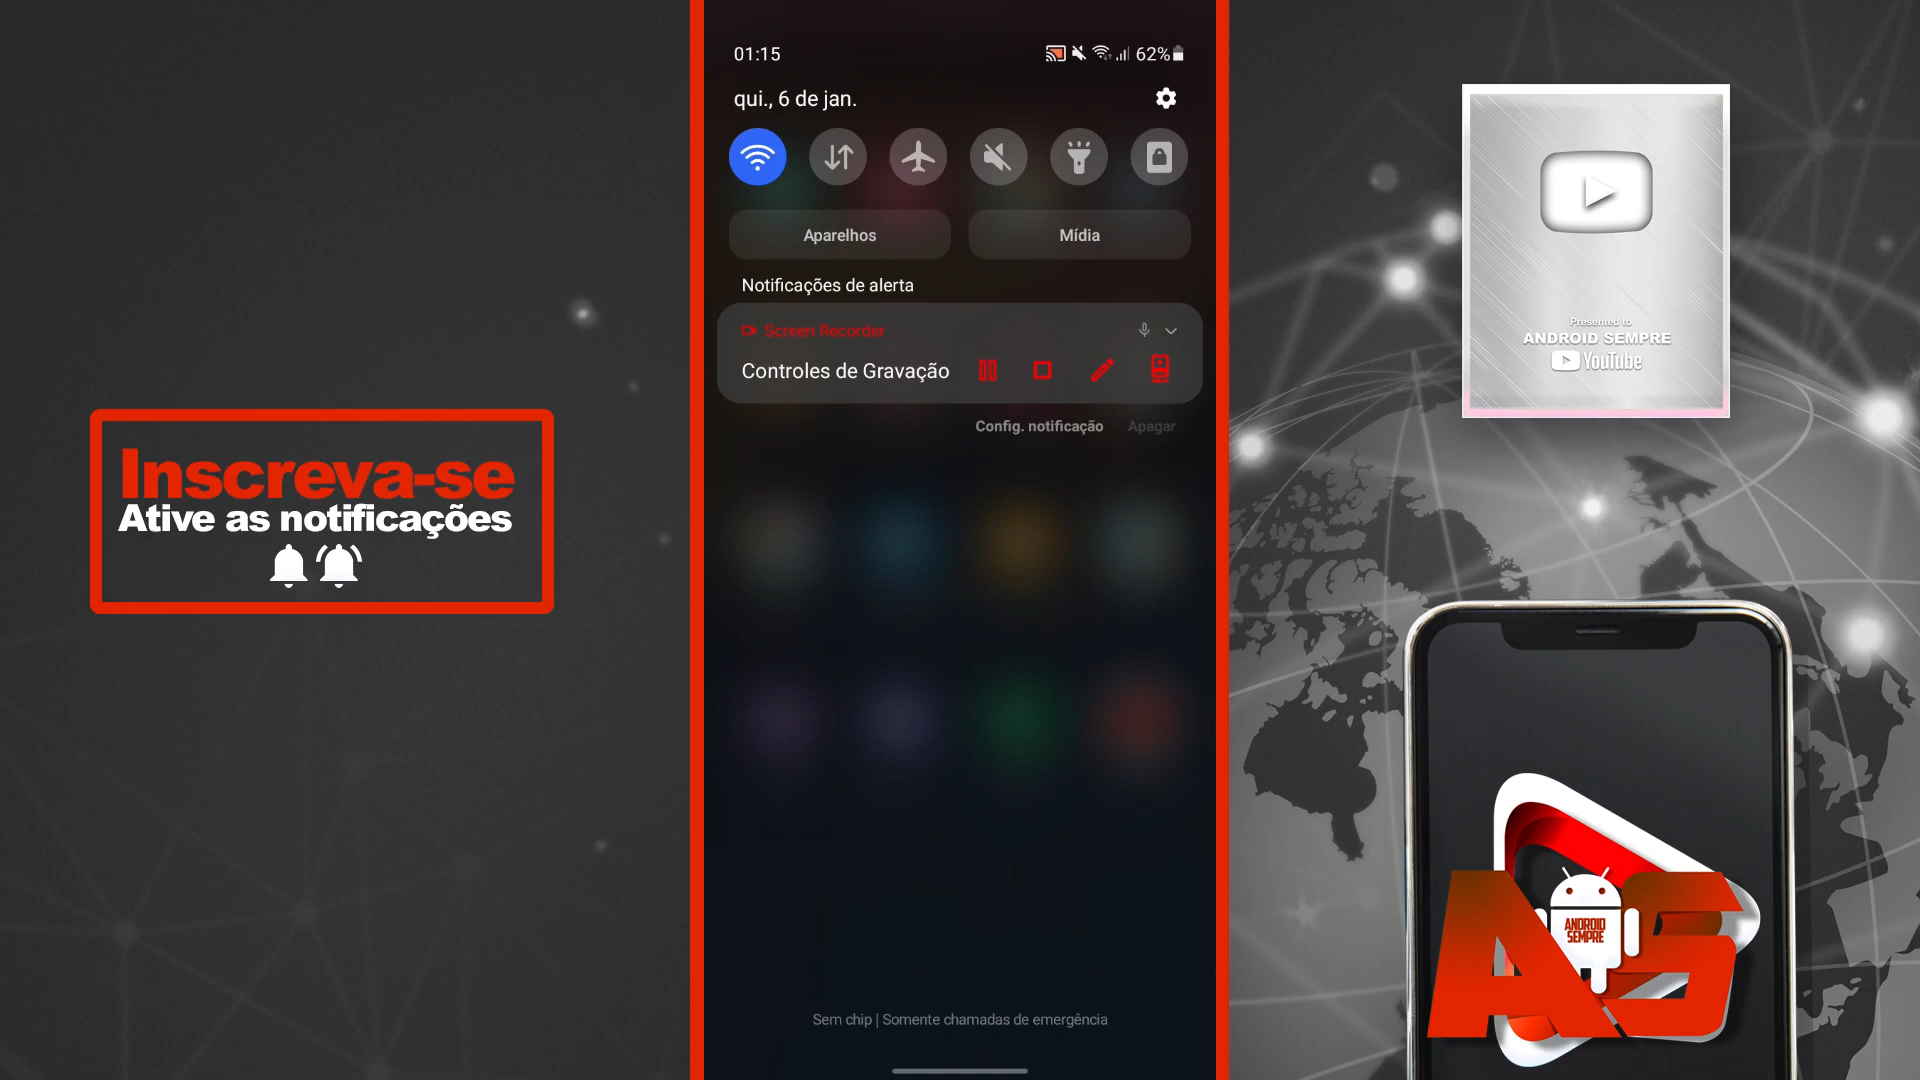 Inscreva-se
Ative as notificações
01:15
62%
qui., 6 de jan.
Aparelhos
Mídia
Notificações de alerta
Screen Recorder
Controles de Gravação
Config. notificação
Apagar
Sem chip | Somente chamadas de emergência
Presented to
ANDROID SEMPRE
YouTube
ANDROID
SEMPRE
AS